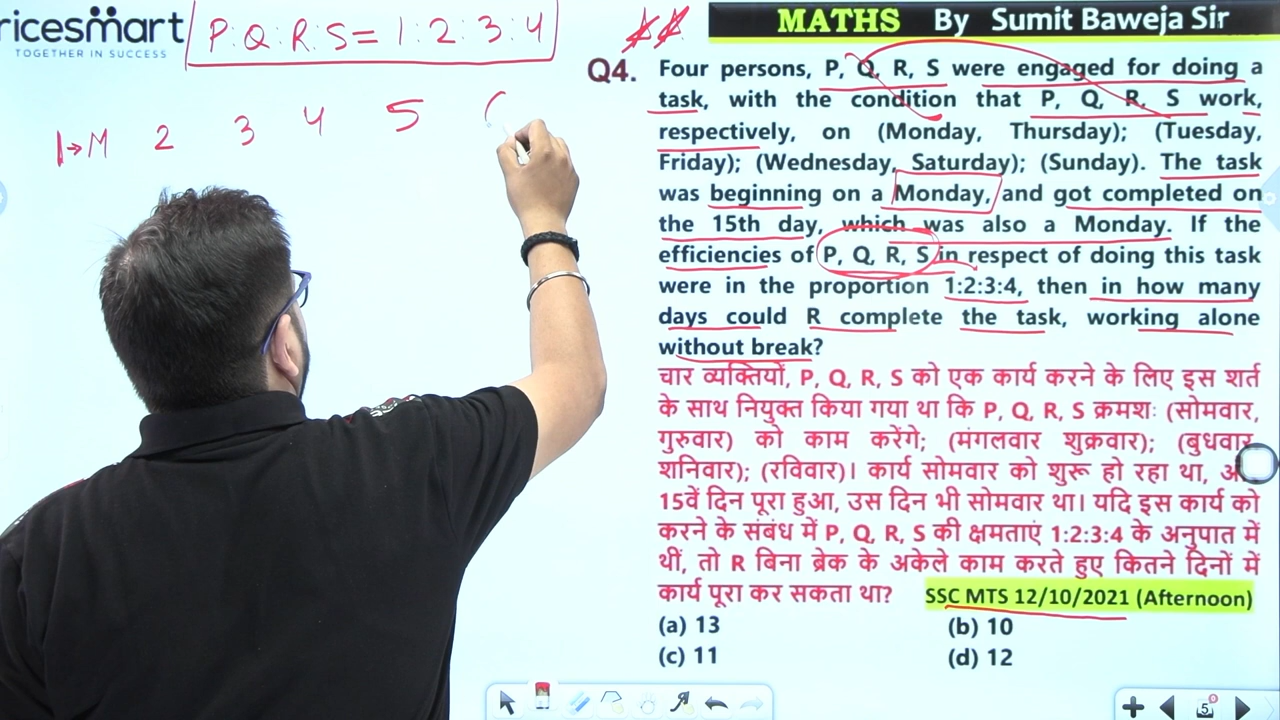 ricesmart
TOGETHER IN SUCCESS
P:Q:R:S=1:2:3:4
1→M 2 3 4 5
MATHS By Sumit Baweja Sir
Q4. Four persons, P, Q, R, S were engaged for doing a
task, with the condition that P, Q, R, S work,
respectively, on (Monday, Thursday); (Tuesday,
Friday); (Wednesday, Saturday); (Sunday). The task
was beginning on a Monday, and got completed on
the 15th day, which was also a Monday. If the
efficiencies of P, Q, R, S in respect of doing this task
were in the proportion 1:2:3:4, then in how many
days could R complete the task, working alone
without break?
चार व्यक्तियों, P, Q, R, S को एक कार्य करने के लिए इस शर्त
के साथ नियुक्त किया गया था कि P, Q, R, S क्रमशः (सोमवार,
गुरुवार) को काम करेंगे; (मंगलवार शुक्रवार); (बुधवार,
शनिवार); (रविवार)। कार्य सोमवार को शुरू हो रहा था,
15वें दिन पूरा हुआ, उस दिन भी सोमवार था। यदि इस कार्य को
करने के संबंध में P, Q, R, S की क्षमताएं 1:2:3:4 के अनुपात में
थीं, तो R बिना ब्रेक के अकेले काम करते हुए कितने दिनों में
कार्य पूरा कर सकता था? SSC MTS 12/10/2021 (Afternoon)
(a) 13 (b) 10
(c) 11 (d) 12
5